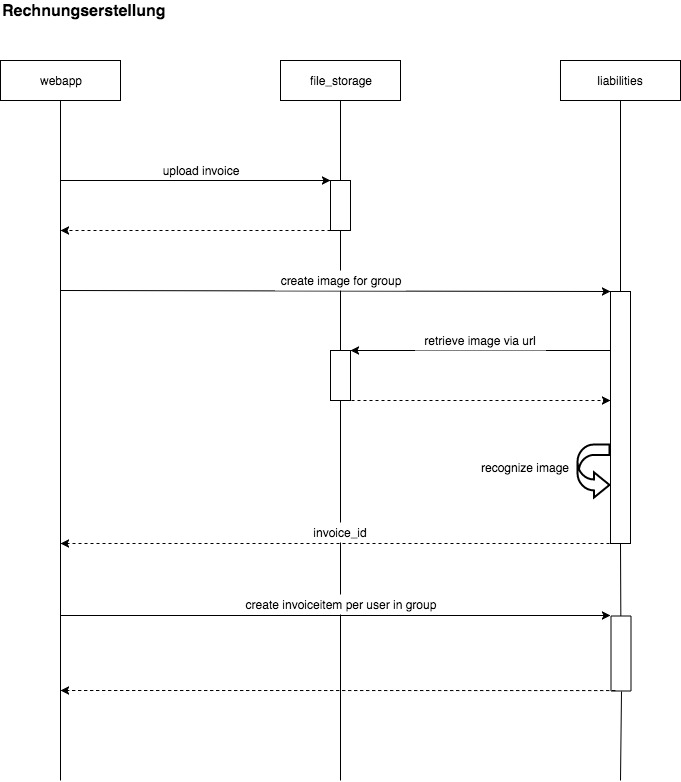 Rechnungserstellung
webapp
file_storage
liabilities
upload invoice
create image for group
retrieve image via url
recognize image
invoice_id
create invoiceitem per user in group